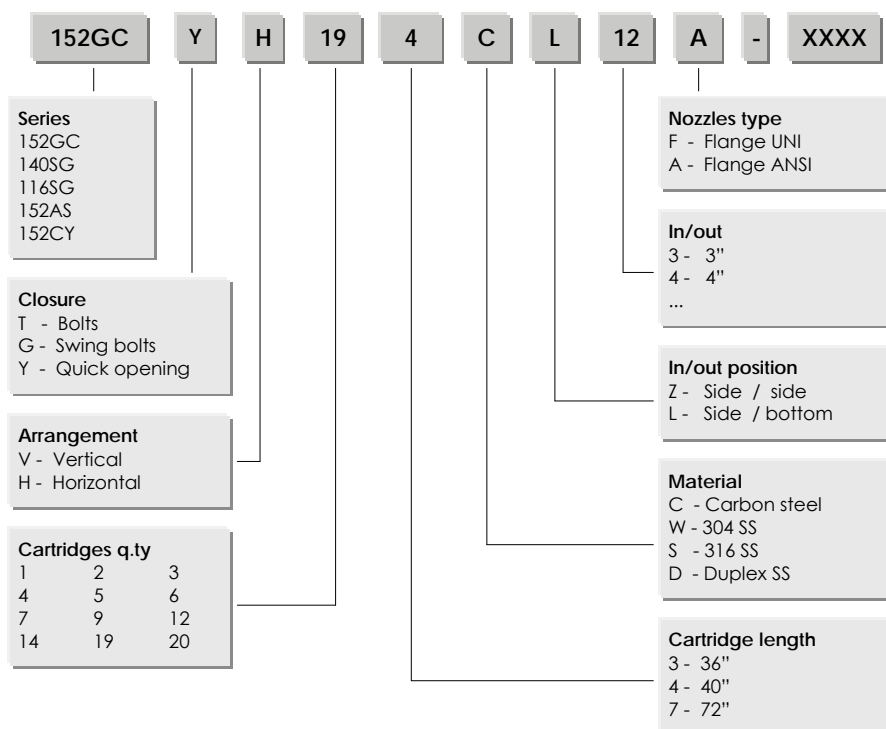 152GC Y H 19 4 C L 12 A - XXXX
Series
152GC
140SG
116SG
152AS
152CY
Closure
T - Bolts
G - Swing bolts
Y - Quick opening
Arrangement
V - Vertical
H - Horizontal
Cartridges q.ty
1 2 3
4 5 6
7 9 12
14 19 20
Nozzles type
F - Flange UNI
A - Flange ANSI
In/out
3 - 3”
4 - 4”
...
In/out position
Z - Side / side
L - Side / bottom
Material
C - Carbon steel
W - 304 SS
S - 316 SS
D - Duplex SS
Cartridge length
3 - 36”
4 - 40”
7 - 72”